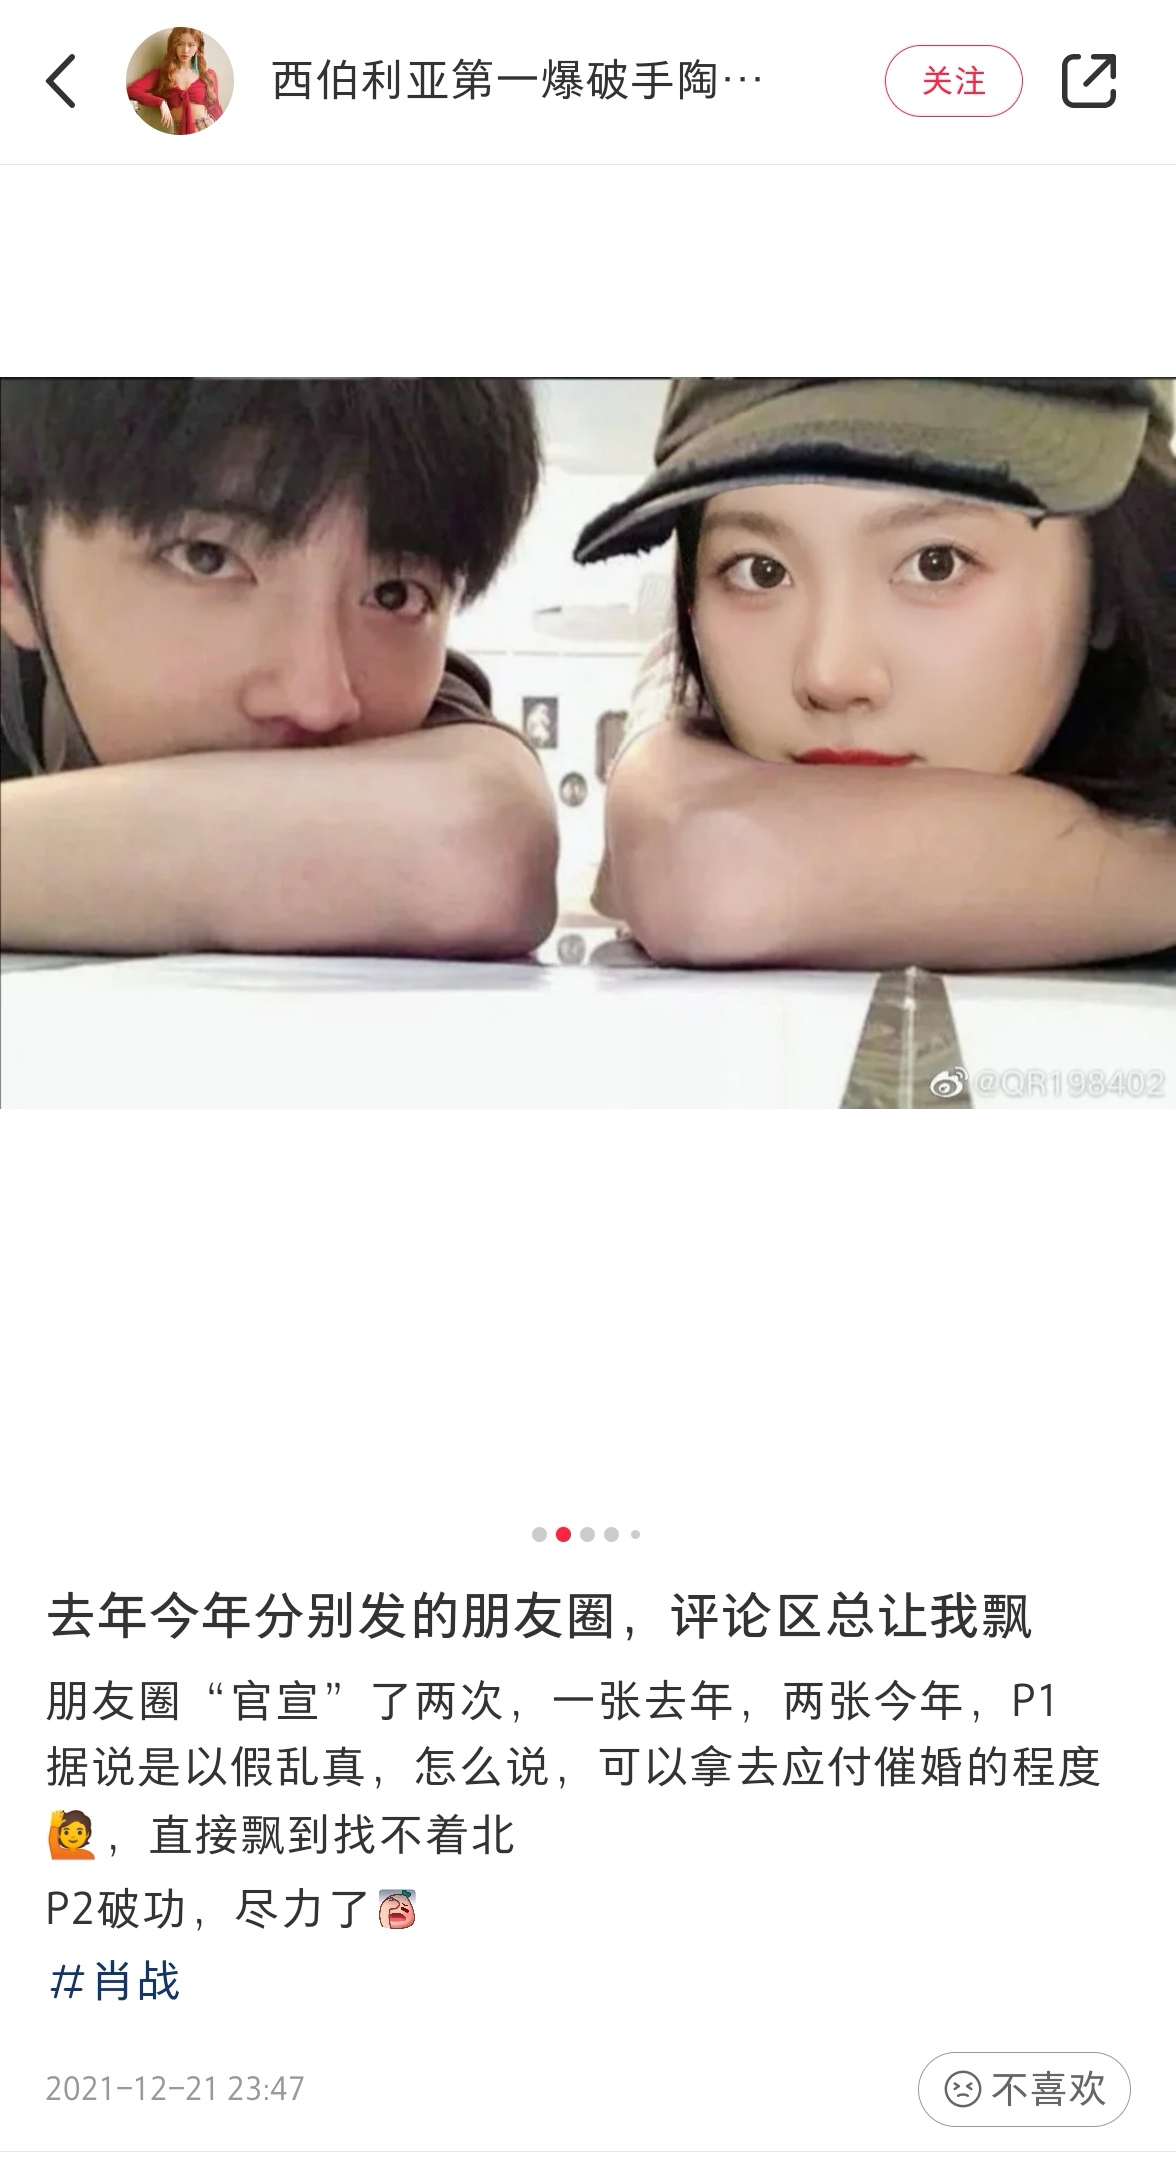 西伯利亚第一爆破手陶…
关注
@QR198402
去年今年分别发的朋友圈，评论区总让我飘
朋友圈“官宣”了两次，一张去年，两张今年，P1
据说是以假乱真，怎么说，可以拿去应付催婚的程度
🙋，直接飘到找不着北
P2破功，尽力了
#肖战
2021-12-21 23:47
不喜欢